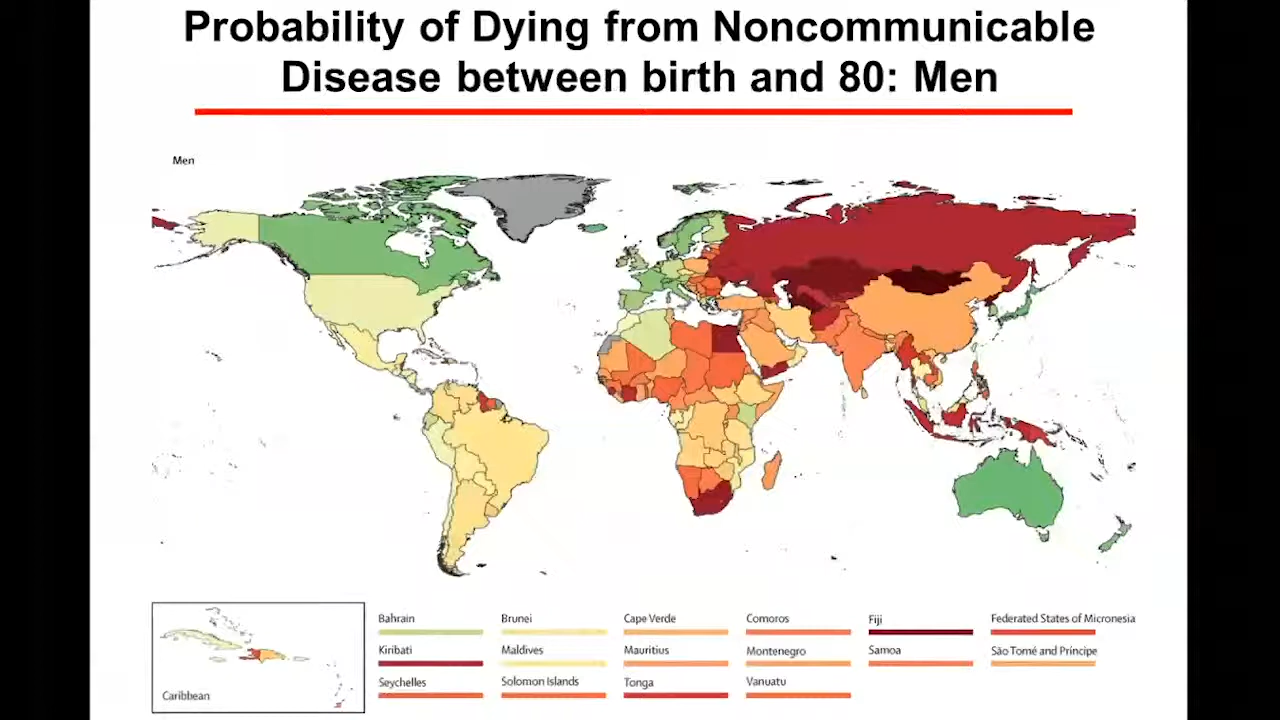 Probability of Dying from Noncommunicable
Disease between birth and 80: Men
Men
Caribbean
Bahrain
Brunei
Cape Verde
Comoros
Fiji
Federated States of Micronesia
Kiribati
Maldives
Mauritius
Montenegro
Samoa
São Tomé and Príncipe
Seychelles
Solomon Islands
Tonga
Vanuatu